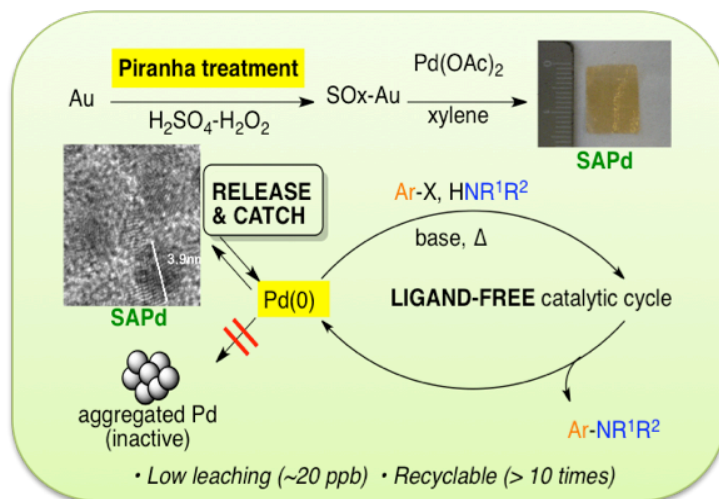 Piranha treatment
Au
H₂SO₄-H₂O₂
SOx-Au
Pd(OAc)₂
xylene
SAPd
RELEASE
& CATCH
3.9nm
SAPd
Ar-X, HNR¹R²
base, Δ
Pd(0)
LIGAND-FREE catalytic cycle
aggregated Pd
(inactive)
Ar-NR¹R²
• Low leaching (~20 ppb) • Recyclable (> 10 times)